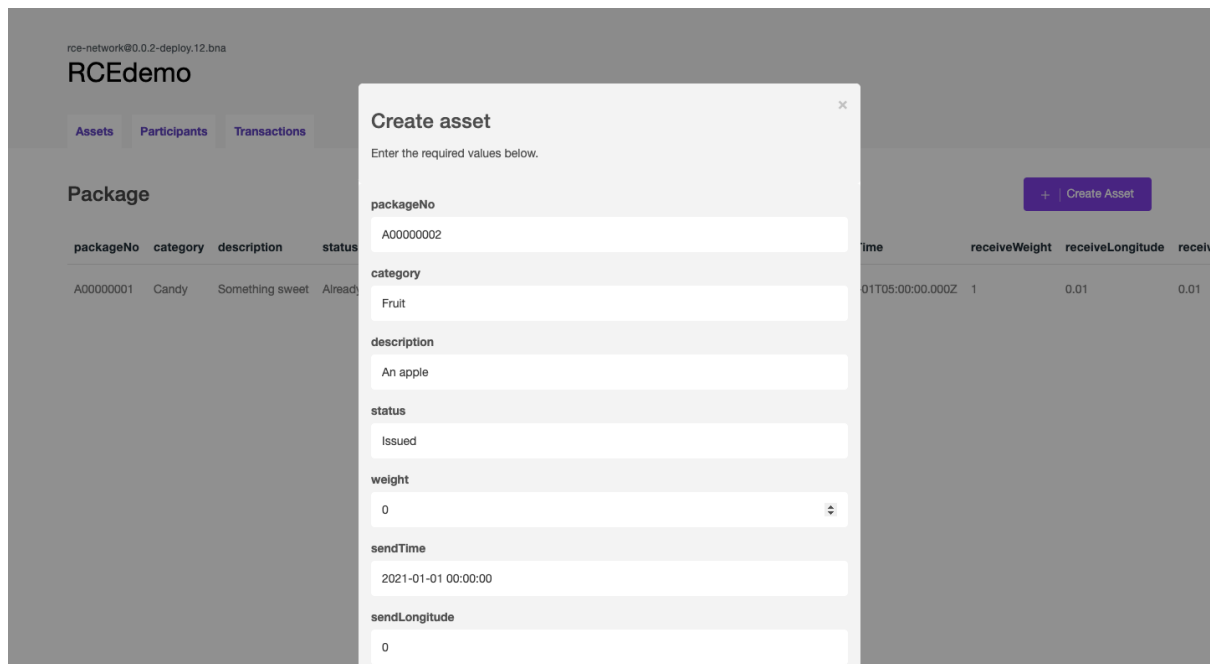 rce-network@0.0.2-deploy.12.bna
RCEdemo
Assets Participants Transactions
Package
+ | Create Asset
packageNo category description status Time receiveWeight receiveLongitude receiv
A00000001 Candy Something sweet Already 01T05:00:00.000Z 1 0.01 0.01
×
Create asset
Enter the required values below.
packageNo
A00000002
category
Fruit
description
An apple
status
Issued
weight
0
sendTime
2021-01-01 00:00:00
sendLongitude
0